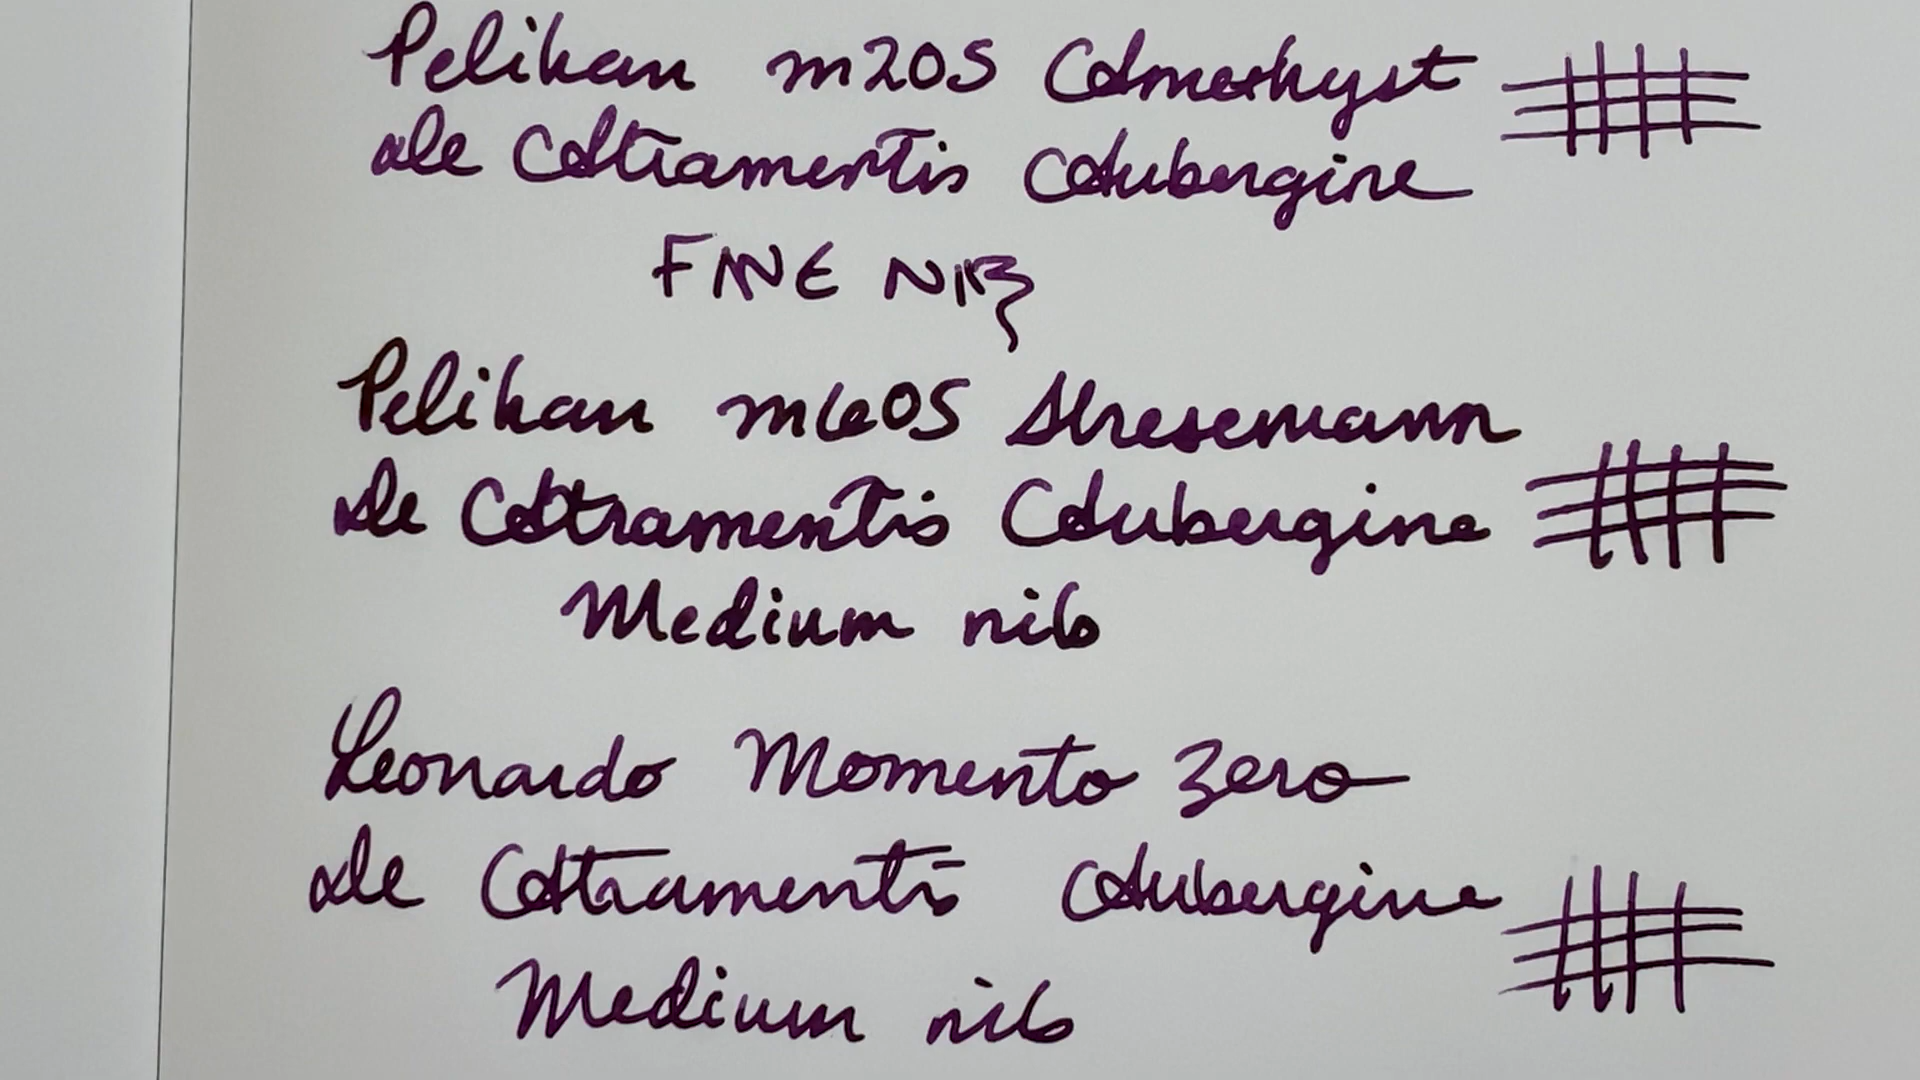 Pelikan m205 Amethyst
De Atramentis Aubergine
FINE NIB
Pelikan m605 Stresemann
De Atramentis Aubergine
Medium nib
Leonardo Momento Zero
De Atramentis Aubergine
Medium nib